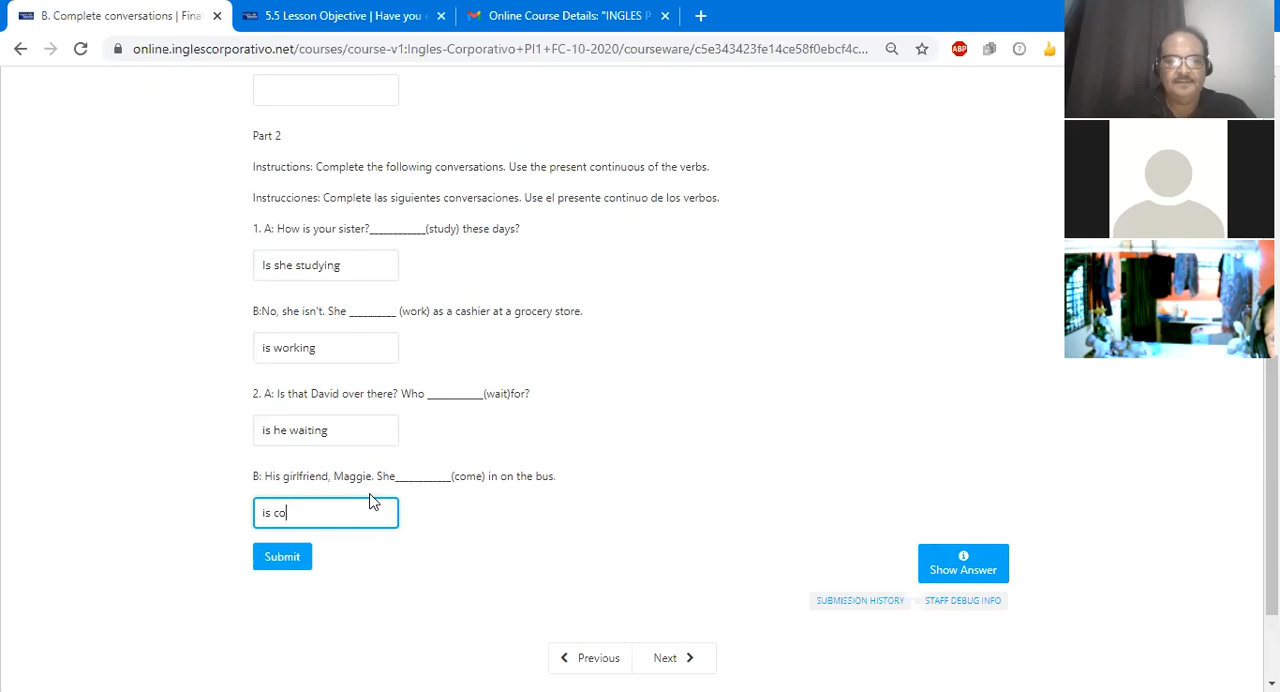 B. Complete conversations | Fina
5.5 Lesson Objective | Have you
Online Course Details: "INGLES P
online.inglescorporativo.net/courses/course-v1:Ingles-Corporativo+PI1+FC-10-2020/courseware/c5e343423fe14ce58f0ebcf4c...
ABP
Part 2
Instructions: Complete the following conversations. Use the present continuous of the verbs.
Instrucciones: Complete las siguientes conversaciones. Use el presente continuo de los verbos.
1. A: How is your sister?____________(study) these days?
Is she studying
B:No, she isn't. She __________ (work) as a cashier at a grocery store.
is working
2. A: Is that David over there? Who ____________(wait)for?
is he waiting
B: His girlfriend, Maggie. She____________(come) in on the bus.
is co
Submit
Show Answer
SUBMISSION HISTORY
STAFF DEBUG INFO
Previous
Next